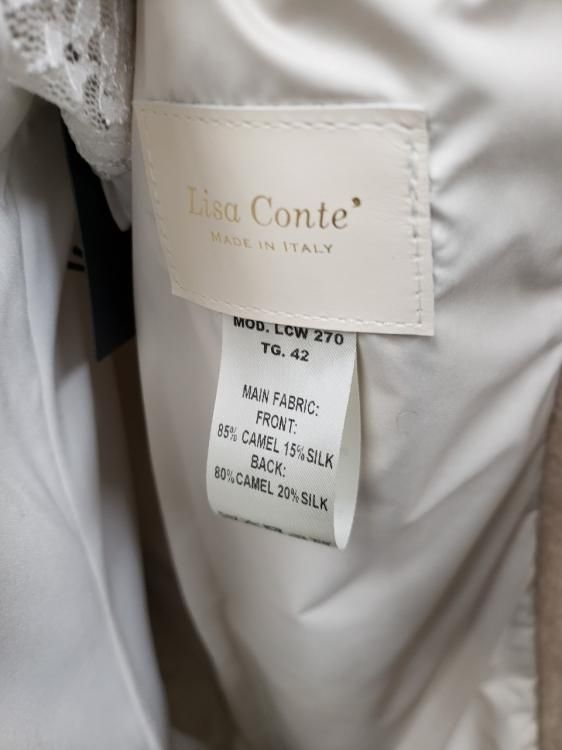 Lisa Conte’
MADE IN ITALY
MOD. LCW 270
TG. 42
MAIN FABRIC:
FRONT:
85% CAMEL 15% SILK
BACK:
80% CAMEL 20% SILK